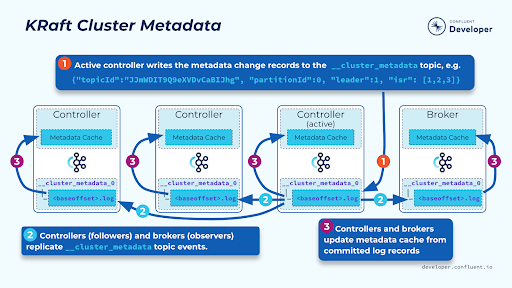 KRaft Cluster Metadata
CONFLUENT
Developer
1 Active controller writes the metadata change records to the __cluster_metadata topic, e.g.
{"topicId":"JJmWDIT9Q9eXVDvCaBIJhg", "partitionId":0, "leader":1, "isr": [1,2,3]}
Controller
Controller
Controller
(active)
Broker
Metadata Cache
Metadata Cache
Metadata Cache
Metadata Cache
3
3
3
1
3
__cluster_metadata_0
__cluster_metadata_0
__cluster_metadata_0
__cluster_metadata_0
<baseoffset>.log
<baseoffset>.log
<baseoffset>.log
<baseoffset>.log
2
2
2
2 Controllers (followers) and brokers (observers)
replicate __cluster_metadata topic events.
3 Controllers and brokers
update metadata cache from
committed log records
developer.confluent.io